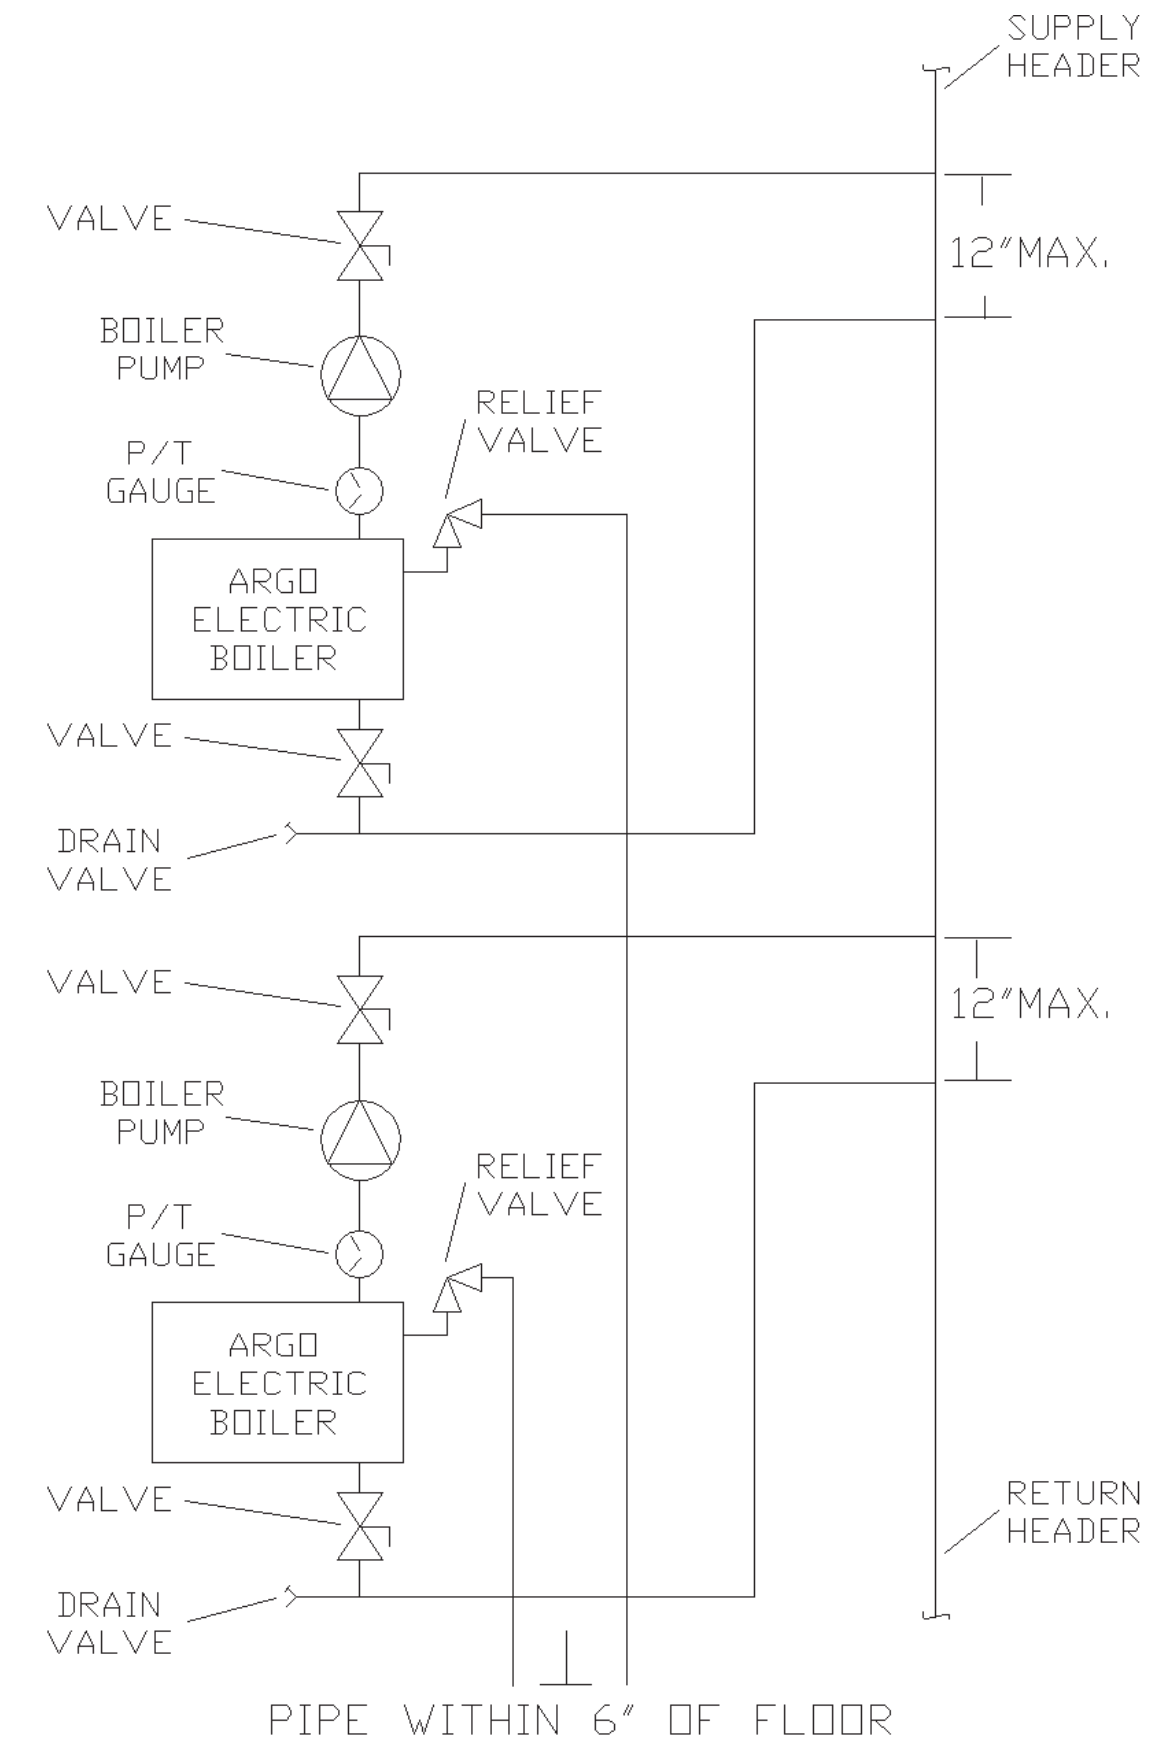 SUPPLY
HEADER
VALVE
12"MAX.
BOILER
PUMP
RELIEF
VALVE
P/T
GAUGE
ARGO
ELECTRIC
BOILER
VALVE
DRAIN
VALVE
VALVE
12"MAX.
BOILER
PUMP
RELIEF
VALVE
P/T
GAUGE
ARGO
ELECTRIC
BOILER
VALVE
RETURN
HEADER
DRAIN
VALVE
PIPE WITHIN 6" OF FLOOR